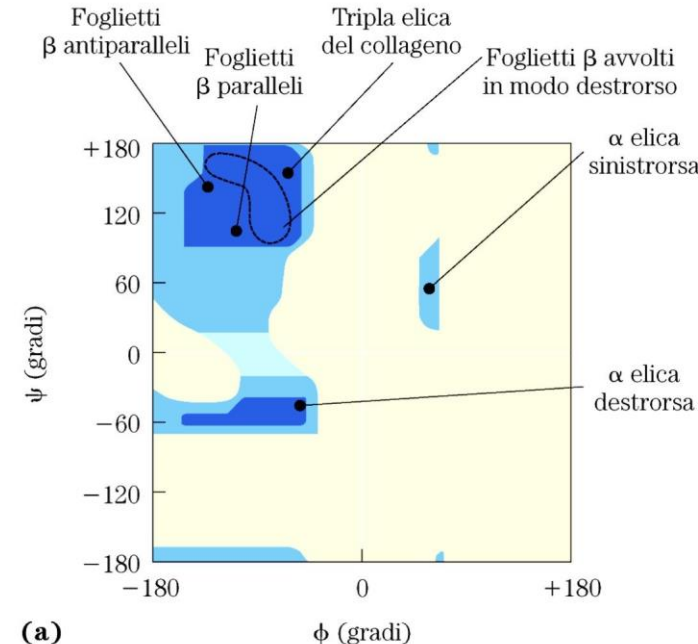 Foglietti
β antiparalleli
Foglietti
β paralleli
Tripla elica
del collageno
Foglietti β avvolti
in modo destrorso
α elica
sinistrorsa
α elica
destrorsa
+180
120
60
0
−60
−120
−180
ψ (gradi)
−180
0
+180
(a)
ϕ (gradi)